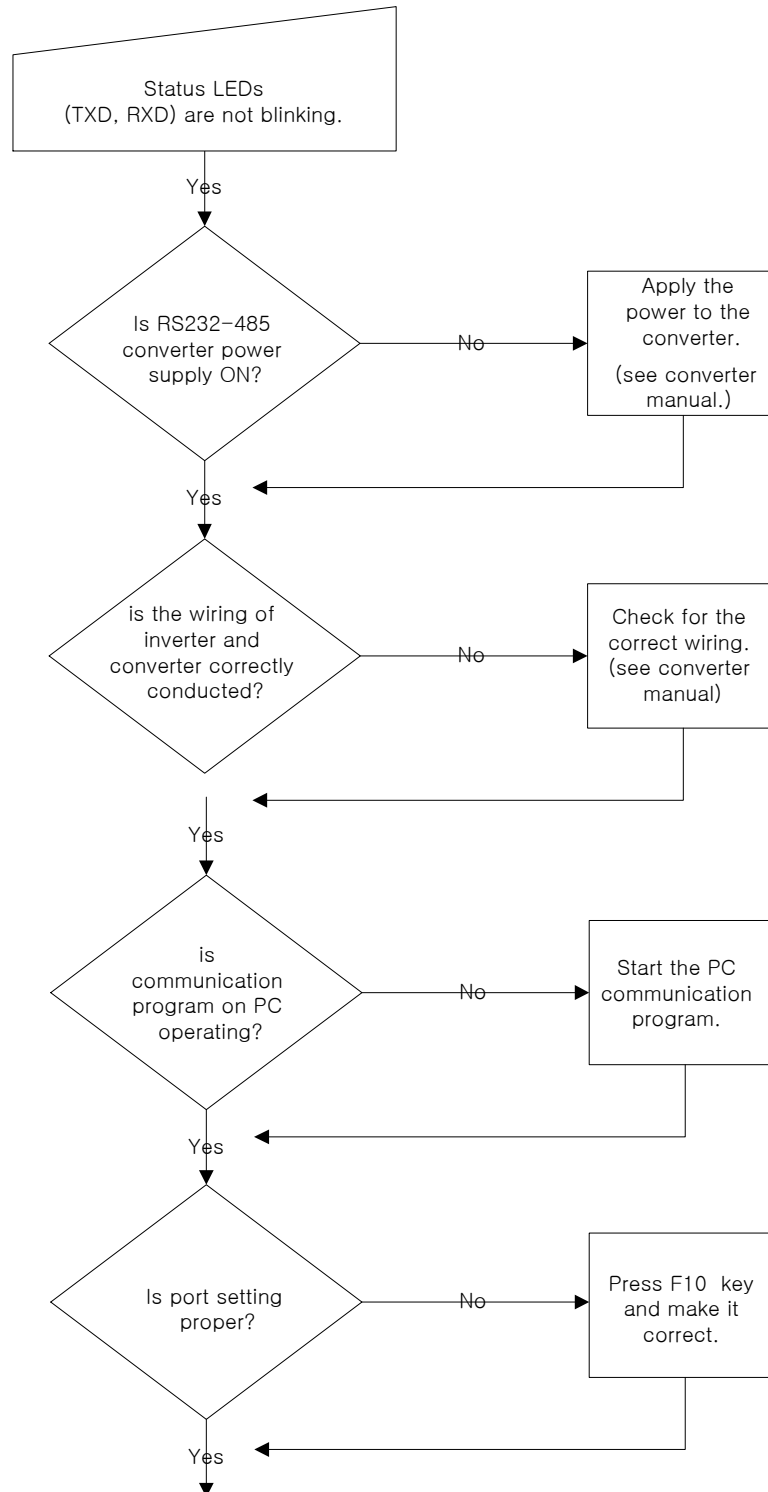 Status LEDs
(TXD, RXD) are not blinking.
Yes
Is RS232-485
converter power
supply ON?
No
Apply the
power to the
converter.
(see converter
manual.)
Yes
is the wiring of
inverter and
converter correctly
conducted?
No
Check for the
correct wiring.
(see converter
manual)
Yes
is
communication
program on PC
operating?
No
Start the PC
communication
program.
Yes
Is port setting
proper?
No
Press F10 key
and make it
correct.
Yes